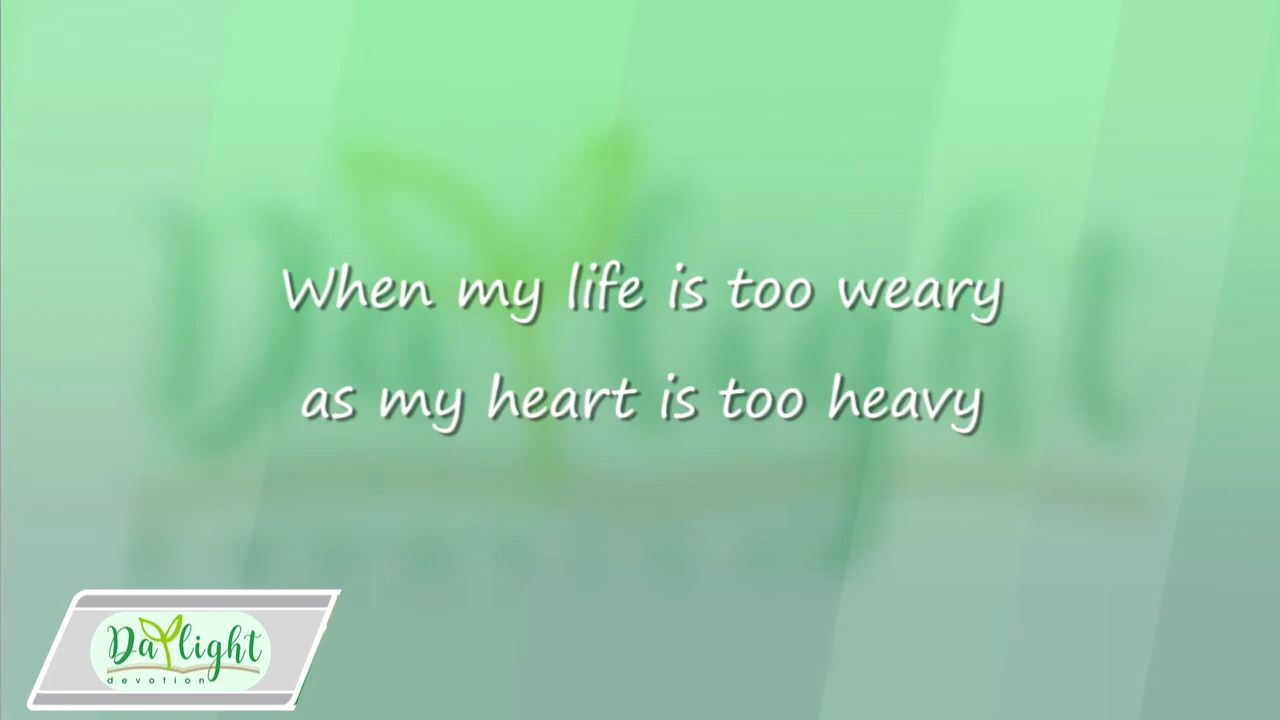 When my life is too weary
as my heart is too heavy
Daylight
devotion